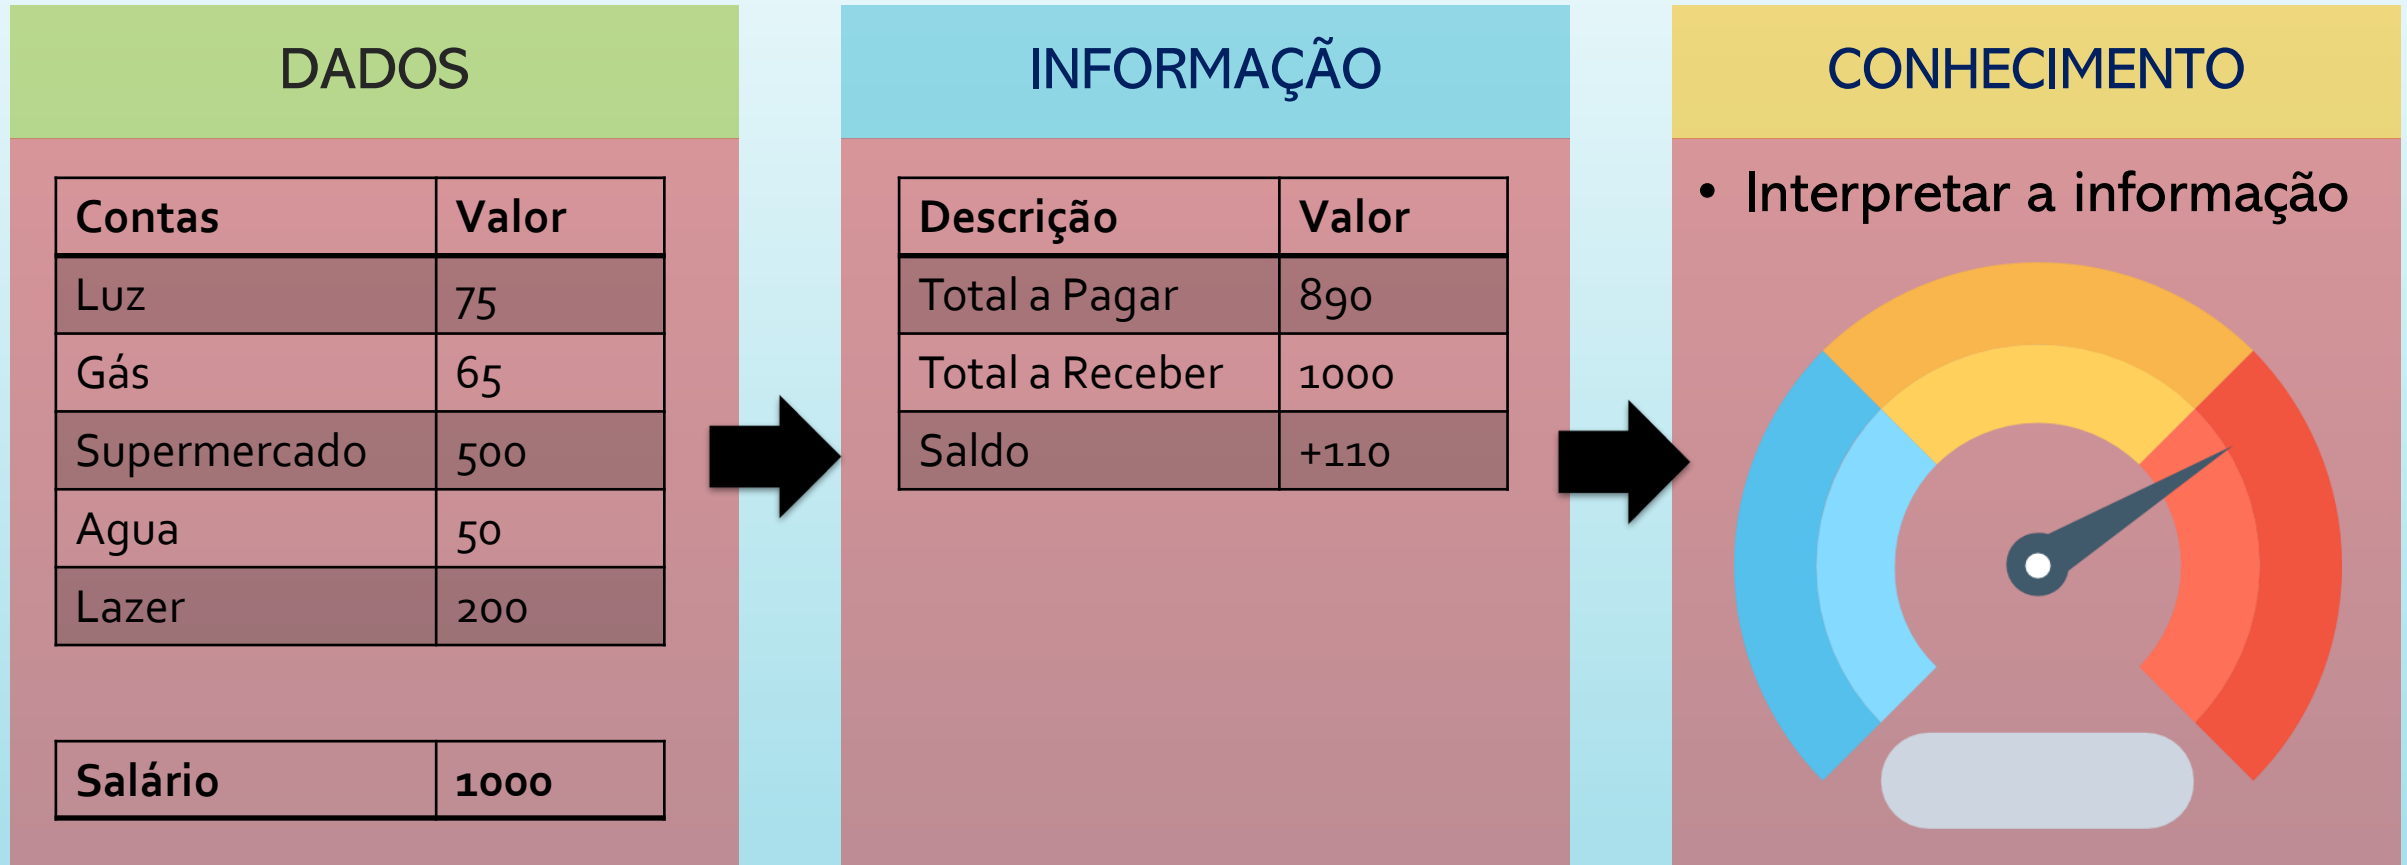 DADOS
Contas Valor
Luz 75
Gás 65
Supermercado 500
Agua 50
Lazer 200
Salário 1000
INFORMAÇÃO
Descrição Valor
Total a Pagar 890
Total a Receber 1000
Saldo +110
CONHECIMENTO
• Interpretar a informação